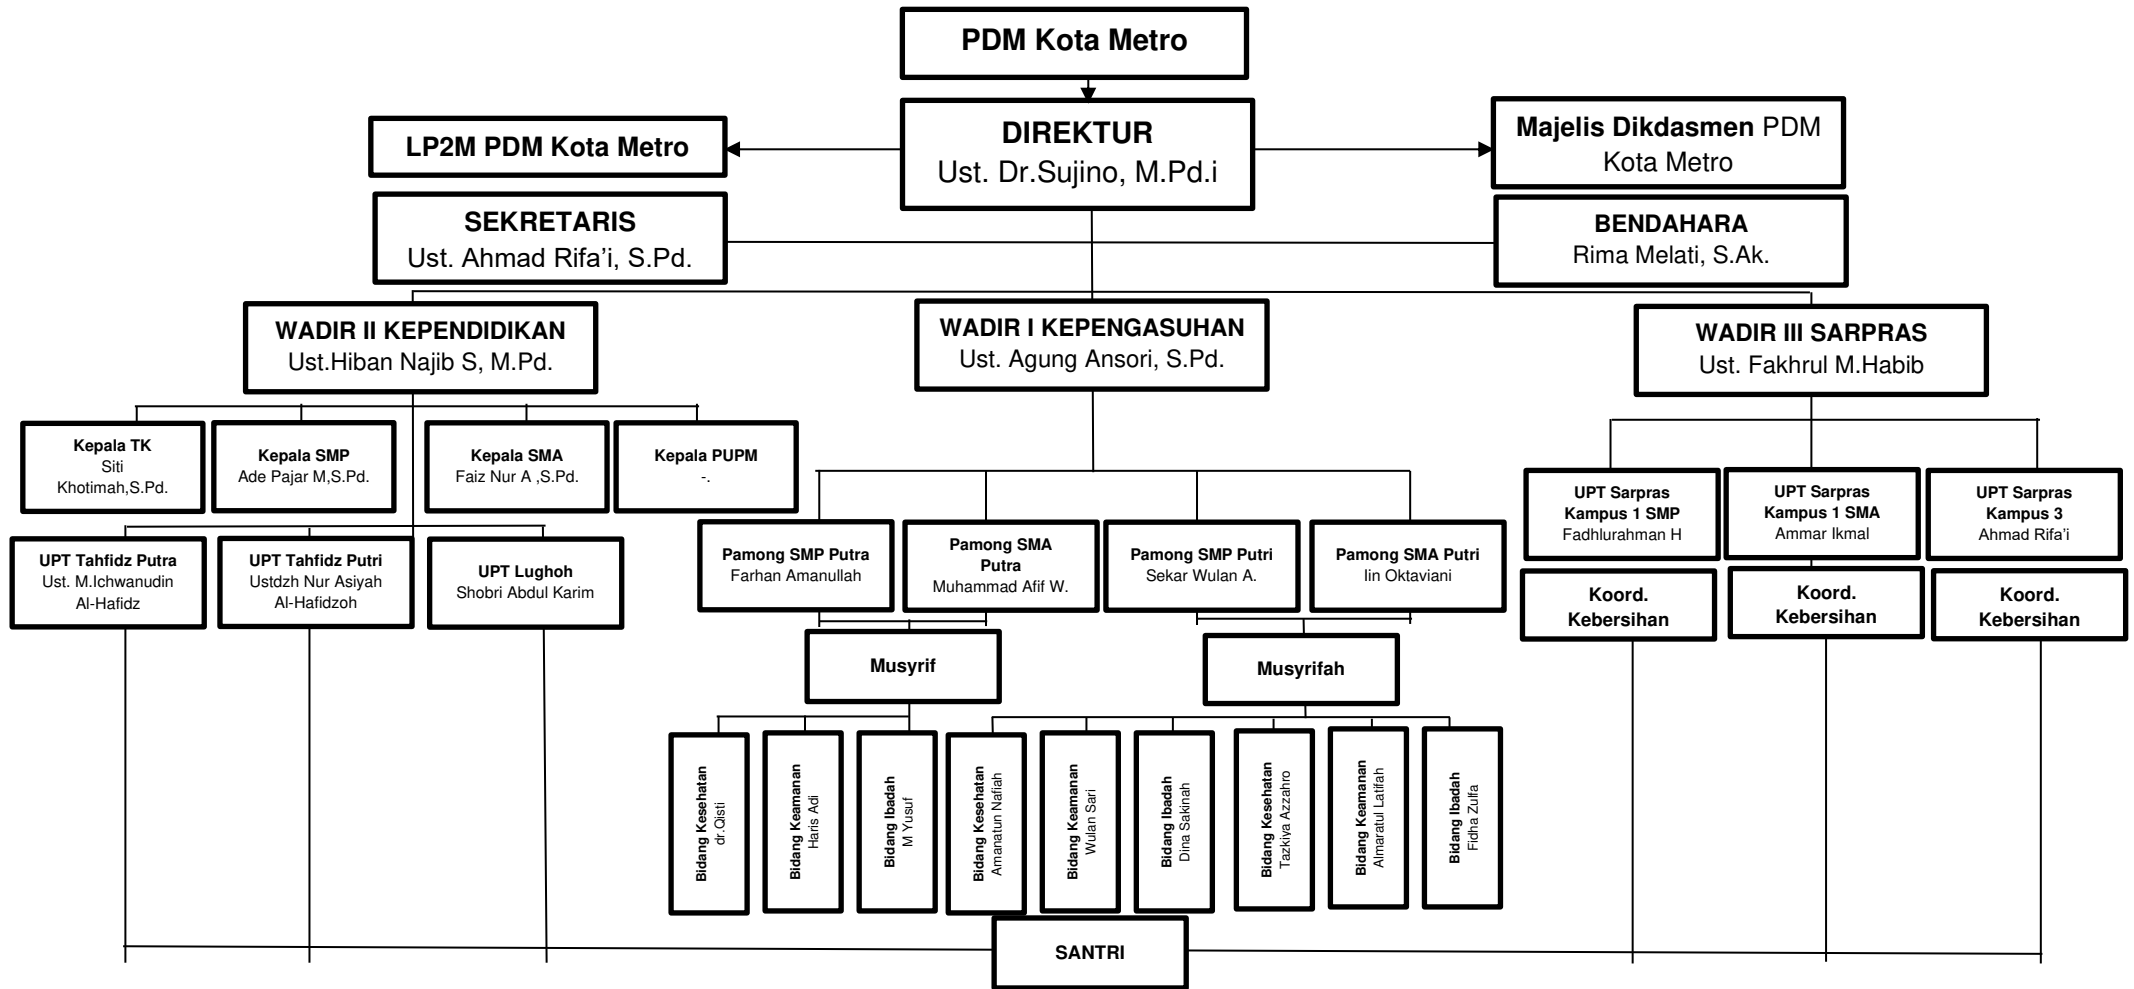 PDM Kota Metro
DIREKTUR
Ust. Dr.Sujino, M.Pd.i
LP2M PDM Kota Metro
Majelis Dikdasmen PDM
Kota Metro
SEKRETARIS
Ust. Ahmad Rifa’i, S.Pd.
BENDAHARA
Rima Melati, S.Ak.
WADIR II KEPENDIDIKAN
Ust.Hiban Najib S, M.Pd.
WADIR I KEPENGASUHAN
Ust. Agung Ansori, S.Pd.
WADIR III SARPRAS
Ust. Fakhrul M.Habib
Kepala TK
Siti
Khotimah,S.Pd.
Kepala SMP
Ade Pajar M,S.Pd.
Kepala SMA
Faiz Nur A ,S.Pd.
Kepala PUPM
-.
UPT Tahfidz Putra
Ust. M.Ichwanudin
Al-Hafidz
UPT Tahfidz Putri
Ustdzh Nur Asiyah
Al-Hafidzoh
UPT Lughoh
Shobri Abdul Karim
Pamong SMP Putra
Farhan Amanullah
Pamong SMA
Putra
Muhammad Afif W.
Pamong SMP Putri
Sekar Wulan A.
Pamong SMA Putri
Iin Oktaviani
UPT Sarpras
Kampus 1 SMP
Fadhlurahman H
UPT Sarpras
Kampus 1 SMA
Ammar Ikmal
UPT Sarpras
Kampus 3
Ahmad Rifa’i
Koord.
Kebersihan
Koord.
Kebersihan
Koord.
Kebersihan
Musyrif
Musyrifah
Bidang Kesehatan
dr.Qisti
Bidang Keamanan
Haris Adi
Bidang Ibadah
M Yusuf
Bidang Kesehatan
Amanatun Nafiah
Bidang Keamanan
Wulan Sari
Bidang Ibadah
Dina Sakinah
Bidang Kesehatan
Tazkiya Azzahro
Bidang Keamanan
Almaratul Latifah
Bidang Ibadah
Fidha Zulfa
SANTRI